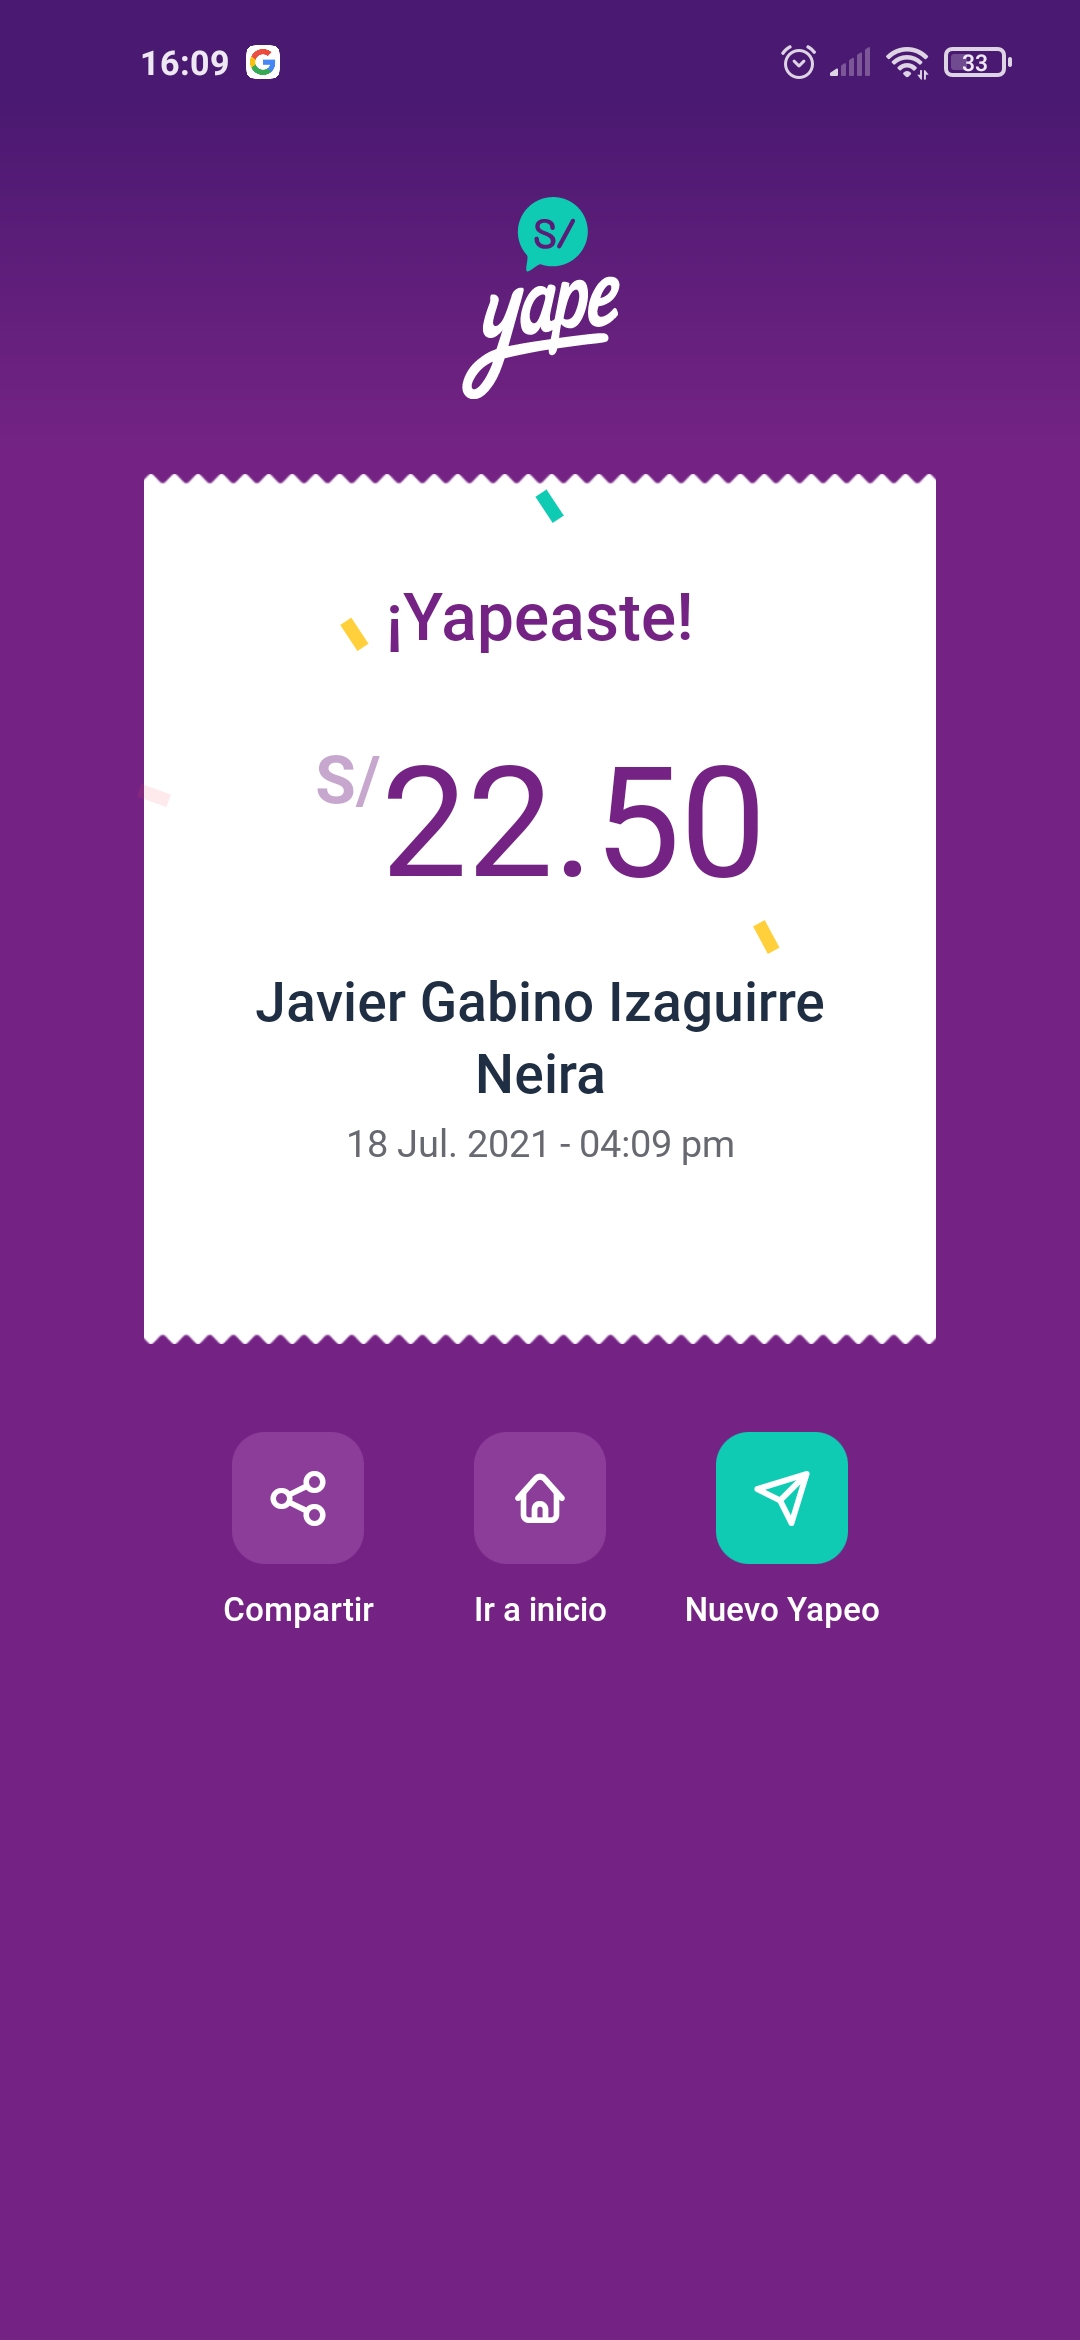 16:09
33
S/
yape
¡Yapeaste!
S/22.50
Javier Gabino Izaguirre
Neira
18 Jul. 2021 - 04:09 pm
Compartir
Ir a inicio
Nuevo Yapeo